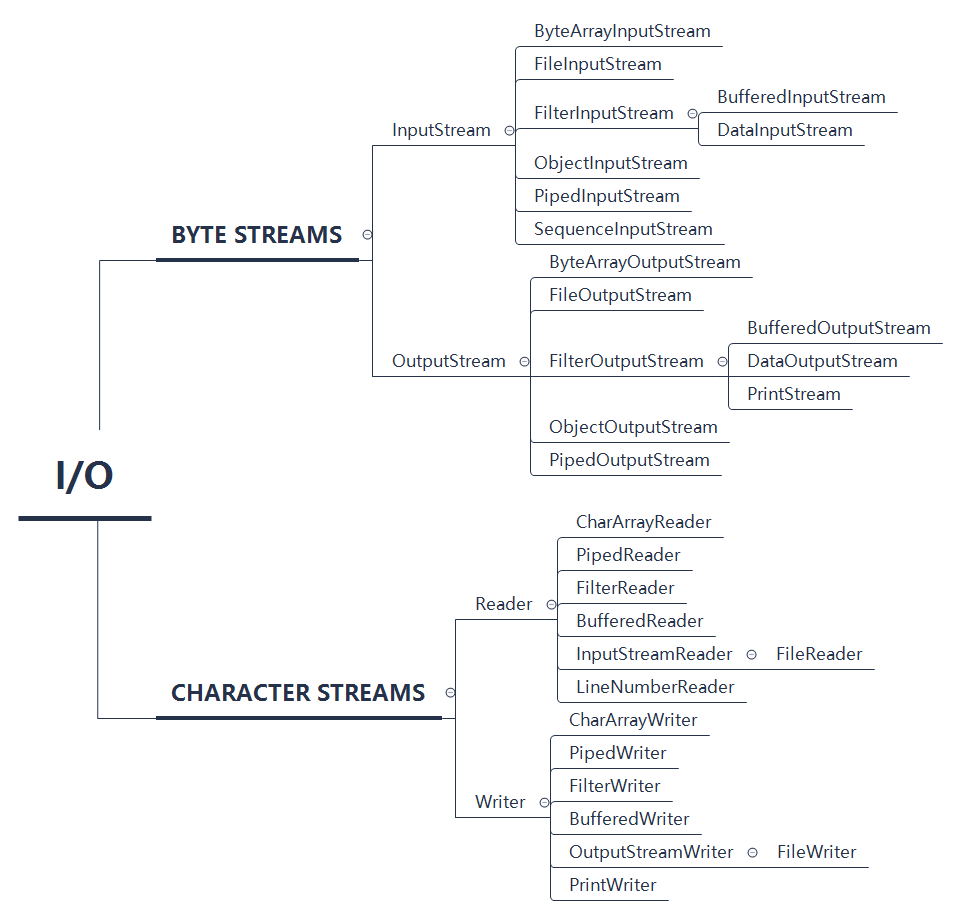 I/O
BYTE STREAMS
InputStream
ByteArrayInputStream
FileInputStream
FilterInputStream
BufferedInputStream
DataInputStream
ObjectInputStream
PipedInputStream
SequenceInputStream
OutputStream
ByteArrayOutputStream
FileOutputStream
FilterOutputStream
BufferedOutputStream
DataOutputStream
PrintStream
ObjectOutputStream
PipedOutputStream
CHARACTER STREAMS
Reader
CharArrayReader
PipedReader
FilterReader
BufferedReader
InputStreamReader
FileReader
LineNumberReader
Writer
CharArrayWriter
PipedWriter
FilterWriter
BufferedWriter
OutputStreamWriter
FileWriter
PrintWriter